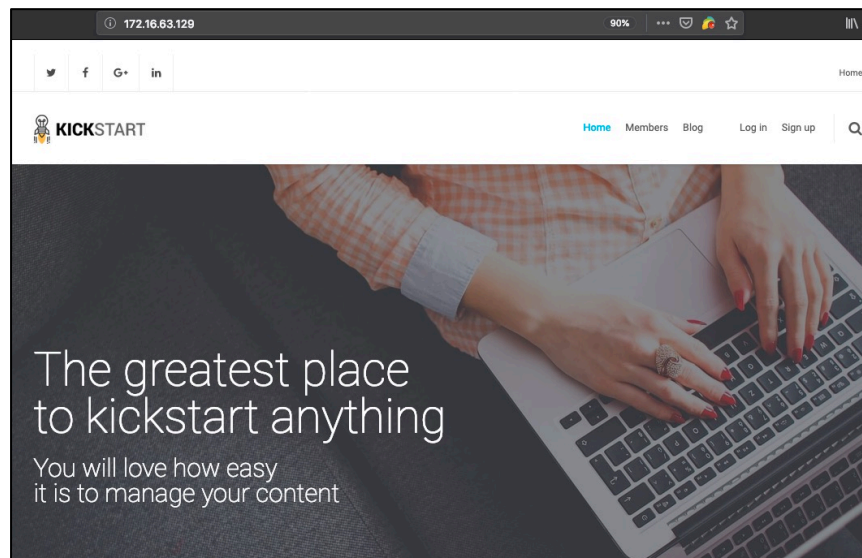 172.16.63.129
90%
Home
KICKSTART
Home Members Blog Log in Sign up
The greatest place
to kickstart anything
You will love how easy
it is to manage your content